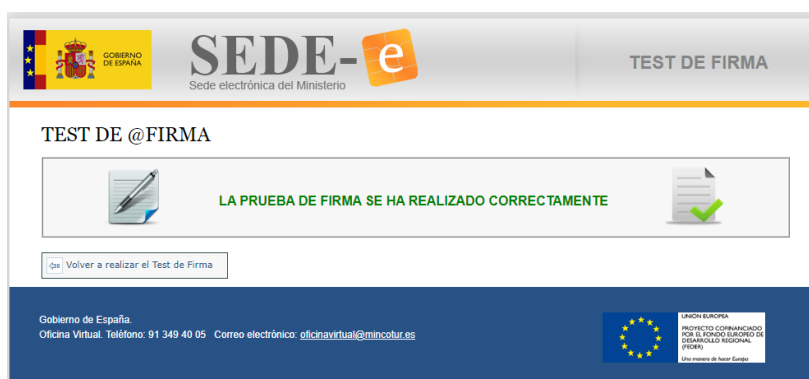 GOBIERNO
DE ESPAÑA
SEDE-e
Sede electrónica del Ministerio
TEST DE FIRMA
TEST DE @FIRMA
LA PRUEBA DE FIRMA SE HA REALIZADO CORRECTAMENTE
Volver a realizar el Test de Firma
Gobierno de España.
Oficina Virtual. Teléfono: 91 349 40 05 Correo electrónico: oficinavirtual@mincotur.es
UNIÓN EUROPEA
PROYECTO COFINANCIADO
POR EL FONDO EUROPEO DE
DESARROLLO REGIONAL
(FEDER)
Una manera de hacer Europa